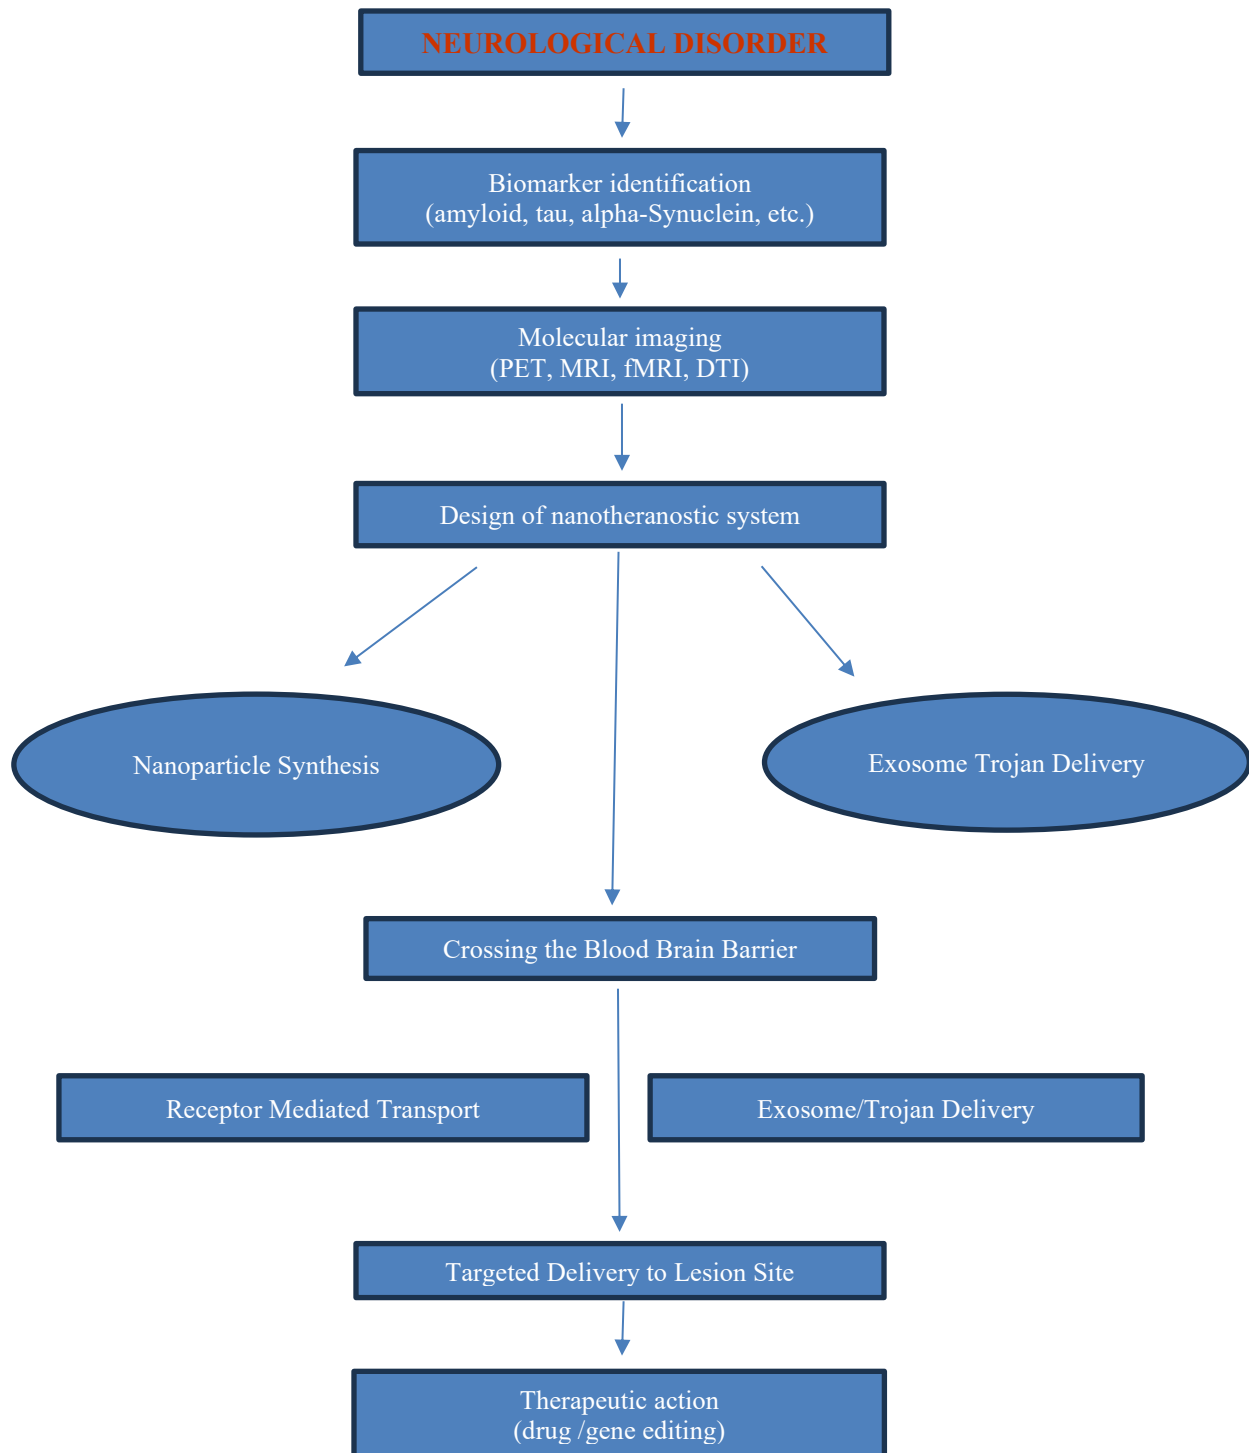 NEUROLOGICAL DISORDER
Biomarker identification
(amyloid, tau, alpha-Synuclein, etc.)
Molecular imaging
(PET, MRI, fMRI, DTI)
Design of nanotheranostic system
Nanoparticle Synthesis
Exosome Trojan Delivery
Crossing the Blood Brain Barrier
Receptor Mediated Transport
Exosome/Trojan Delivery
Targeted Delivery to Lesion Site
Therapeutic action
(drug /gene editing)